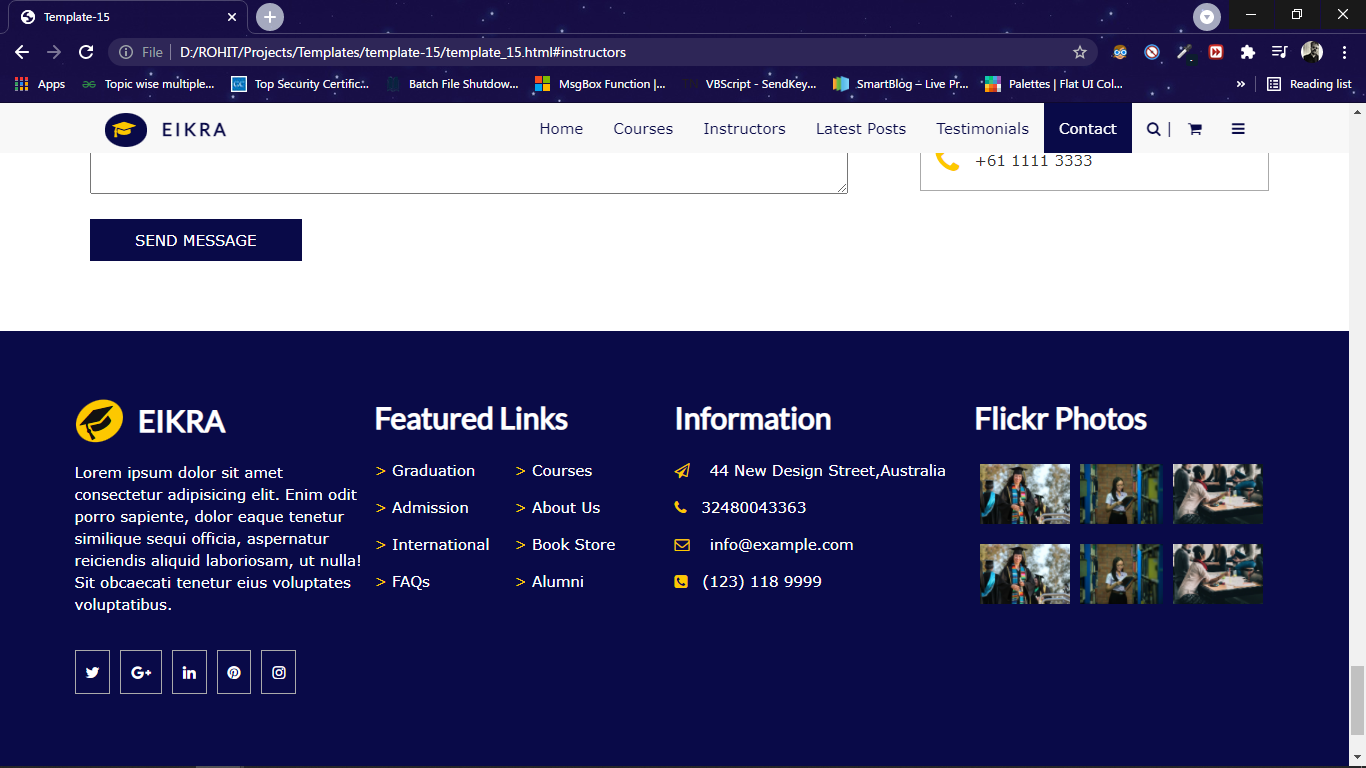 Template-15
File | D:/ROHIT/Projects/Templates/template-15/template_15.html#instructors
Apps Topic wise multiple... Top Security Certific... Batch File Shutdow... MsgBox Function |... VBScript - SendKey... SmartBlog – Live Pr... Palettes | Flat UI Col... » Reading list
EIKRA Home Courses Instructors Latest Posts Testimonials Contact |
+61 1111 3333
SEND MESSAGE
EIKRA
Lorem ipsum dolor sit amet
consectetur adipisicing elit. Enim odit
porro sapiente, dolor eaque tenetur
similique sequi officia, aspernatur
reiciendis aliquid laboriosam, ut nulla!
Sit obcaecati tenetur eius voluptates
voluptatibus.
Featured Links
> Graduation > Courses
> Admission > About Us
> International > Book Store
> FAQs > Alumni
Information
44 New Design Street,Australia
32480043363
info@example.com
(123) 118 9999
Flickr Photos